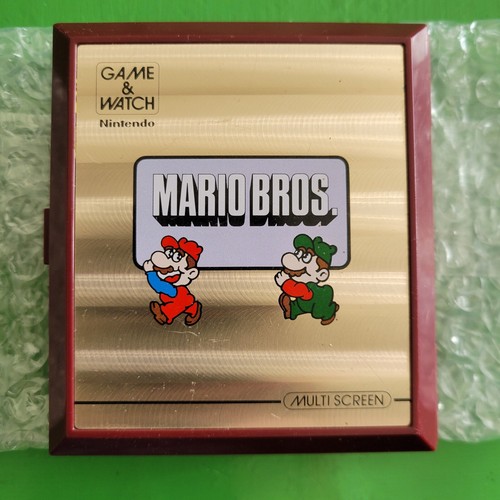 GAME
&
WATCH
Nintendo
MARIO BROS.
MULTI SCREEN